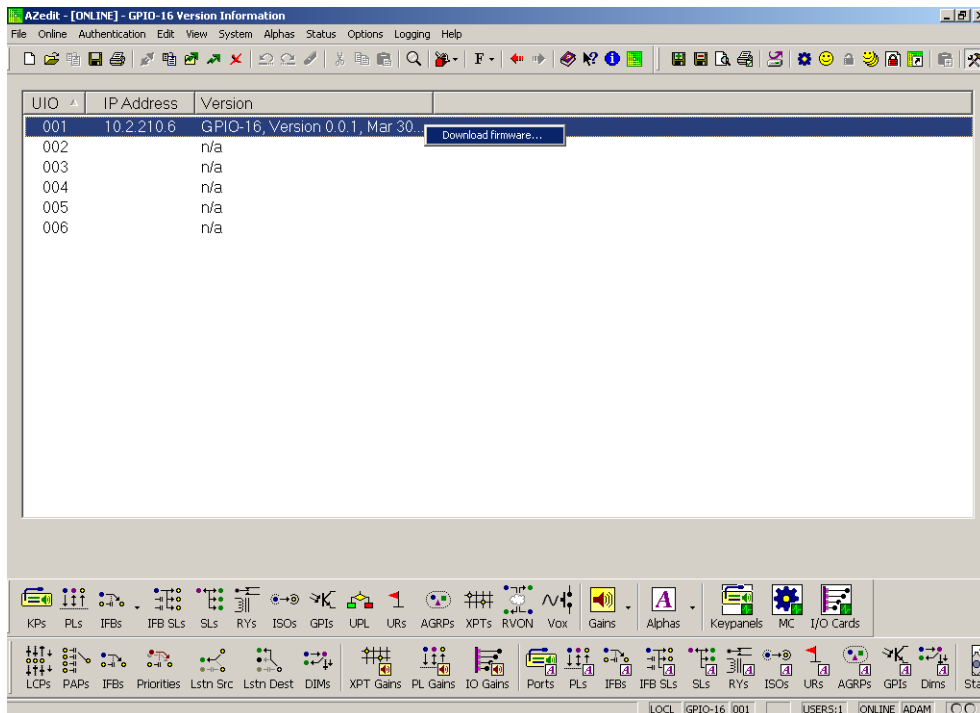 AZedit - [ONLINE] - GPIO-16 Version Information
File Online Authentication Edit View System Alphas Status Options Logging Help
F
UIO IP Address Version
001 10.2.210.6 GPIO-16, Version 0.0.1, Mar 30...
Download firmware...
002 n/a
003 n/a
004 n/a
005 n/a
006 n/a
KPs PLs IFBs IFB SLs SLs RYs ISOs GPIs UPL URs AGRPs XPTs RVON Vox Gains Alphas Keypanels MC I/O Cards
LCPs PAPs IFBs Priorities Lstn Src Lstn Dest DIMs XPT Gains PL Gains IO Gains Ports PLs IFBs IFB SLs SLs RYs ISOs URs AGRPs GPIs Dims
LOCL GPIO-16 001 USERS:1 ONLINE ADAM